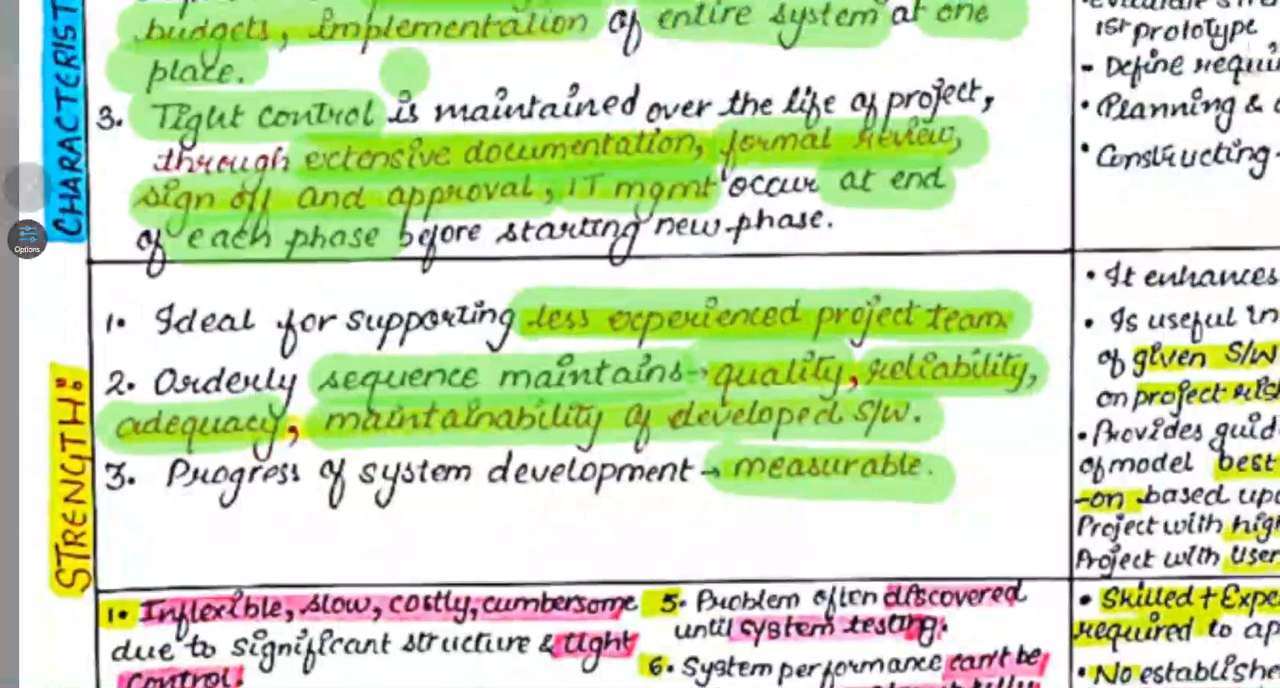 CHARACTERIST
budgets, implementation of entire system at one
place.
3. Tight control is maintained over the life of project,
through extensive documentation, formal review,
sign off and approval, IT mgmt occur at end
of each phase before starting new phase.
1st prototype
- Define requi
• Planning &
• Constructing
Options
STRENGTH:
1. Ideal for supporting less experienced project team.
2. Orderly sequence maintains → quality, reliability,
adequacy, maintainability of developed S/W.
3. Progress of system development → measurable.
• It enhances
• Is useful in
of given S/W
on project ris
• Provides guid
of model best
-on based upo
Project with hig
Project with User
1. Inflexible, slow, costly, cumbersome
due to significant structure & tight
control.
5. Problem often discovered
until system testing.
6. System performance can't be
• Skilled + Expe
required to ap
• No establishe